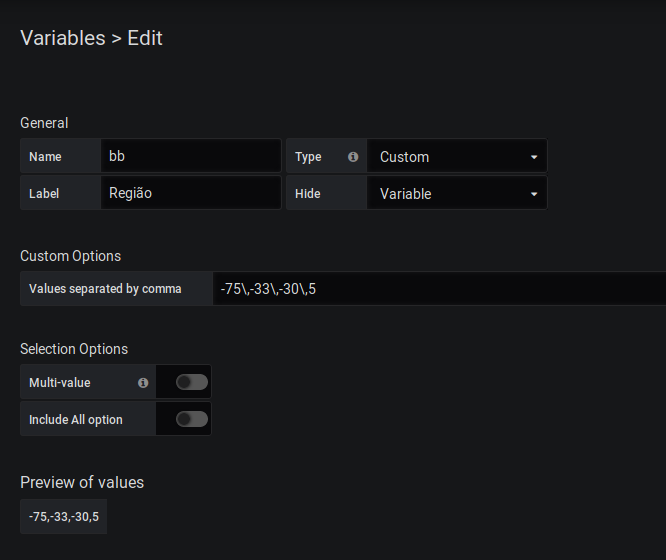 Variables > Edit
General
Name bb Type Custom
Label Região Hide Variable
Custom Options
Values separated by comma -75\,-33\,-30\,5
Selection Options
Multi-value
Include All option
Preview of values
-75,-33,-30,5